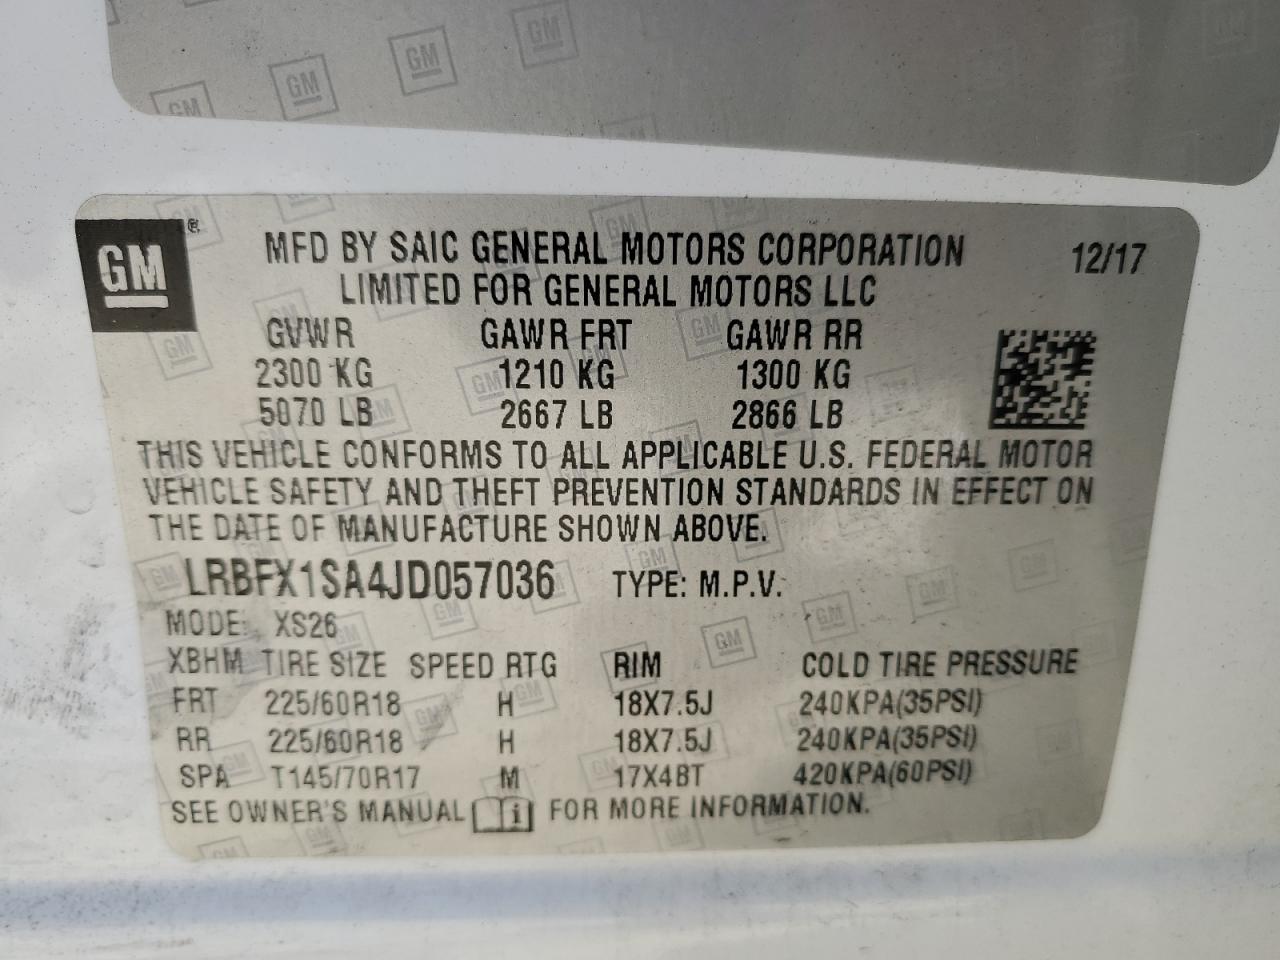 GM GM GM GM
GM ®
MFD BY SAIC GENERAL MOTORS CORPORATION 12/17
LIMITED FOR GENERAL MOTORS LLC
GVWR GAWR FRT GAWR RR
2300 KG 1210 KG 1300 KG
5070 LB 2667 LB 2866 LB
THIS VEHICLE CONFORMS TO ALL APPLICABLE U.S. FEDERAL MOTOR
VEHICLE SAFETY AND THEFT PREVENTION STANDARDS IN EFFECT ON
THE DATE OF MANUFACTURE SHOWN ABOVE.
LRBFX1SA4JD057036 TYPE: M.P.V.
MODE: XS26
XBHM TIRE SIZE SPEED RTG RIM COLD TIRE PRESSURE
FRT 225/60R18 H 18X7.5J 240KPA(35PSI)
RR 225/60R18 H 18X7.5J 240KPA(35PSI)
SPA T145/70R17 M 17X4BT 420KPA(60PSI)
SEE OWNER'S MANUAL i FOR MORE INFORMATION.